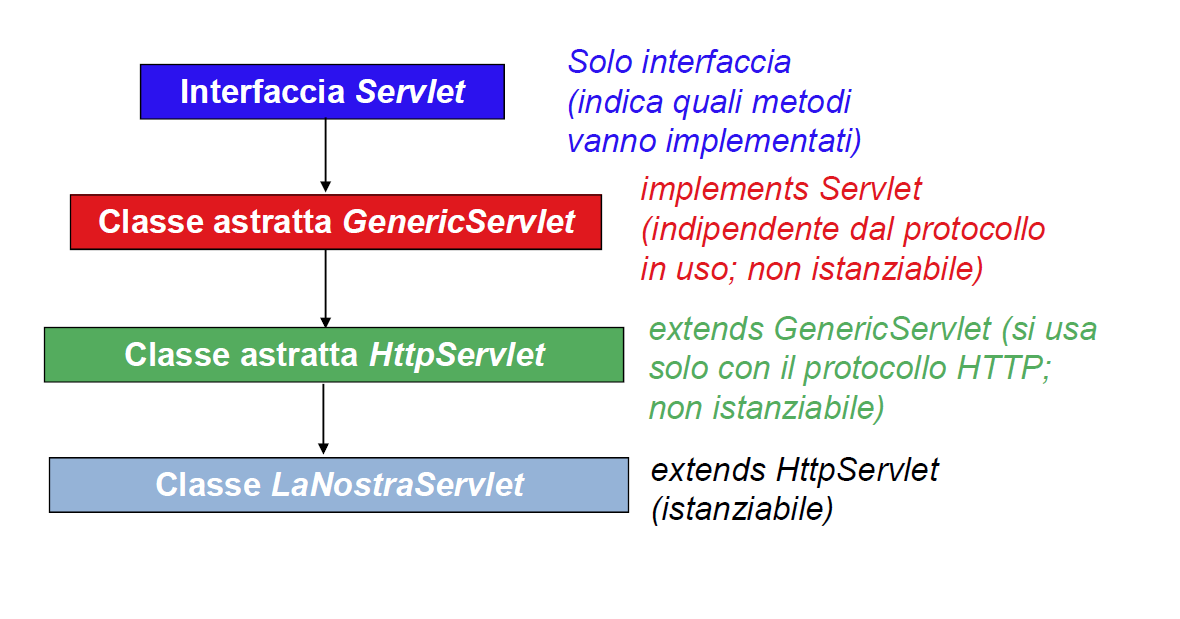 Interfaccia Servlet
Solo interfaccia
(indica quali metodi
vanno implementati)
Classe astratta GenericServlet
implements Servlet
(indipendente dal protocollo
in uso; non istanziabile)
Classe astratta HttpServlet
extends GenericServlet (si usa
solo con il protocollo HTTP;
non istanziabile)
Classe LaNostraServlet
extends HttpServlet
(istanziabile)